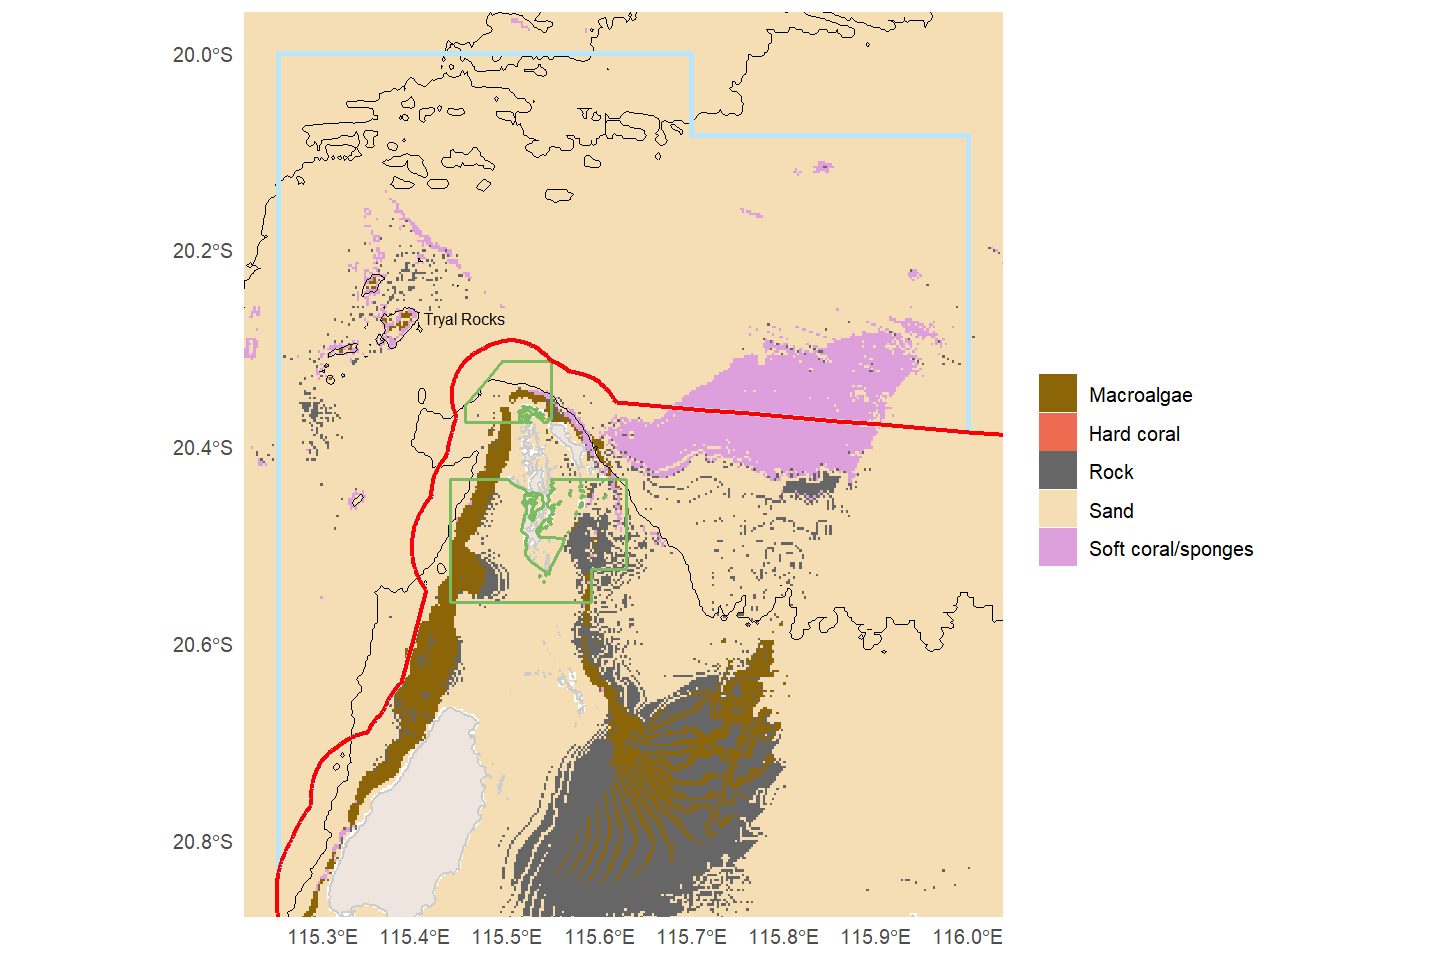 20.0°S
20.2°S
Tryal Rocks
20.4°S
20.6°S
20.8°S
115.3°E 115.4°E 115.5°E 115.6°E 115.7°E 115.8°E 115.9°E 116.0°E
Macroalgae
Hard coral
Rock
Sand
Soft coral/sponges